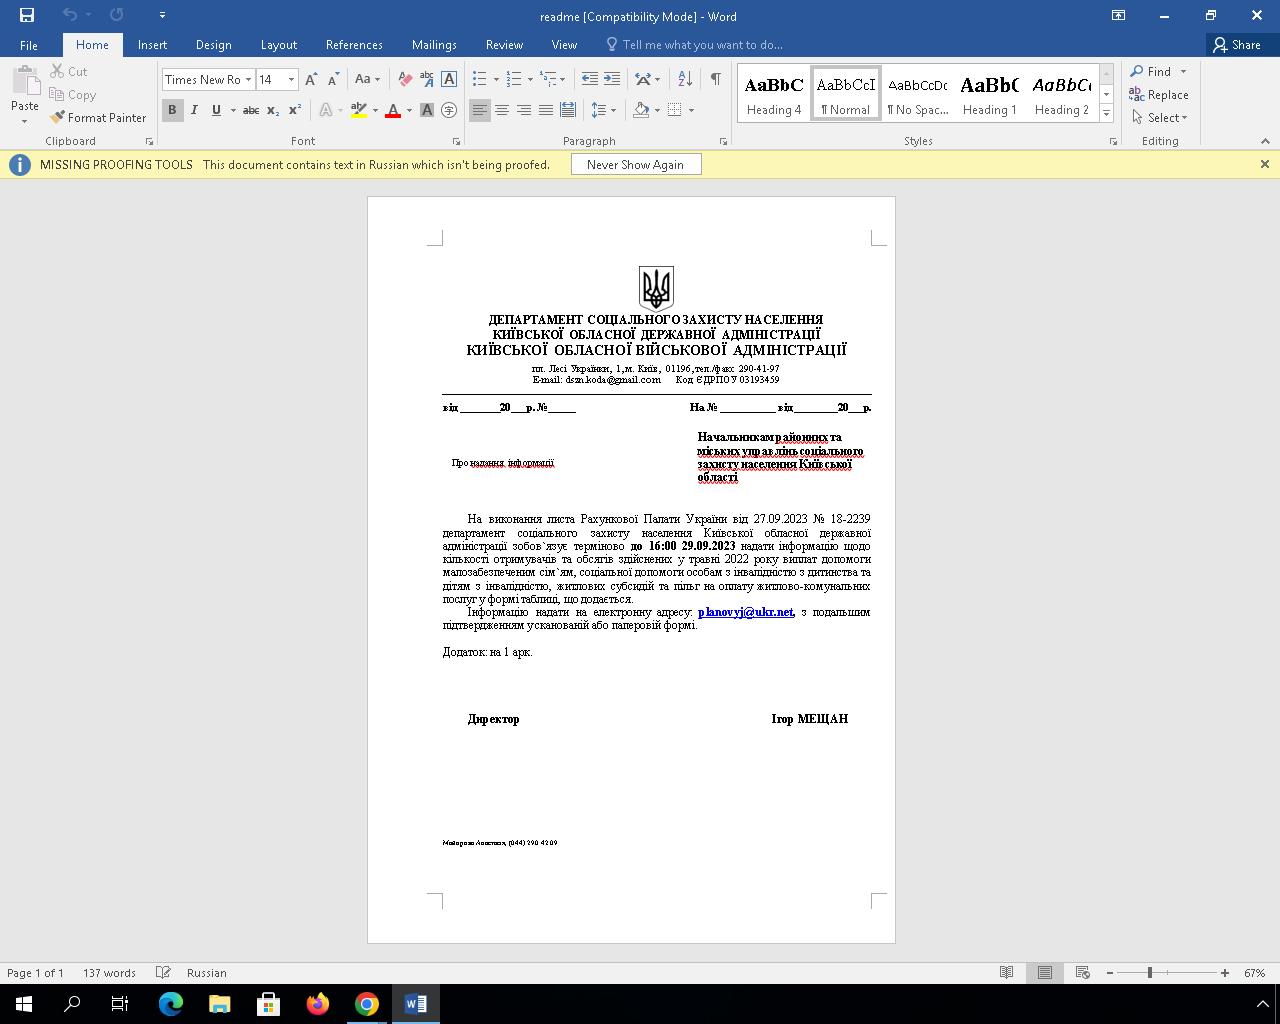 readme [Compatibility Mode] - Word
File Home Insert Design Layout References Mailings Review View Tell me what you want to do... Share
Paste Cut Copy Format Painter
Times New Ro 14 Aa
B I U abc x₂ x² A ab A A
AaBbC AaBbCcI AaBbCcDc AaBb( AaBbC
Heading 4 ¶ Normal ¶ No Spac... Heading 1 Heading 2
Find Replace Select
Clipboard Font Paragraph Styles Editing
MISSING PROOFING TOOLS This document contains text in Russian which isn't being proofed. Never Show Again
ДЕПАРТАМЕНТ СОЦІАЛЬНОГО ЗАХИСТУ НАСЕЛЕННЯ
КИЇВСЬКОЇ ОБЛАСНОЇ ДЕРЖАВНОЇ АДМІНІСТРАЦІЇ
КИЇВСЬКОЇ ОБЛАСНОЇ ВІЙСЬКОВОЇ АДМІНІСТРАЦІЇ
пл. Лесі Українки, 1, м. Київ, 01196, тел./факс 290-41-97
E-mail: dszn.koda@gmail.com Код ЄДРПОУ 03193459
від _______20___р. №_____ На № __________ від________20___р.
Начальникам районних та
міських управлінь соціального
захисту населення Київської
області
Про надання інформації
На виконання листа Рахункової Палати України від 27.09.2023 № 18-2239
департамент соціального захисту населення Київської обласної державної
адміністрації зобов`язує терміново до 16:00 29.09.2023 надати інформацію щодо
кількості отримувачів та обсягів здійснених у травні 2022 року виплат допомоги
малозабезпеченим сім`ям, соціальної допомоги особам з інвалідністю з дитинства та
дітям з інвалідністю, житлових субсидій та пільг на оплату житлово-комунальних
послуг у формі таблиці, що додається.
Інформацію надати на електронну адресу: planovyj@ukr.net, з подальшим
підтвердженням у сканованій або паперовій формі.
Додаток: на 1 арк.
Директор Ігор МЕЩАН
(044) 290 42 09
Page 1 of 1 137 words Russian 67%